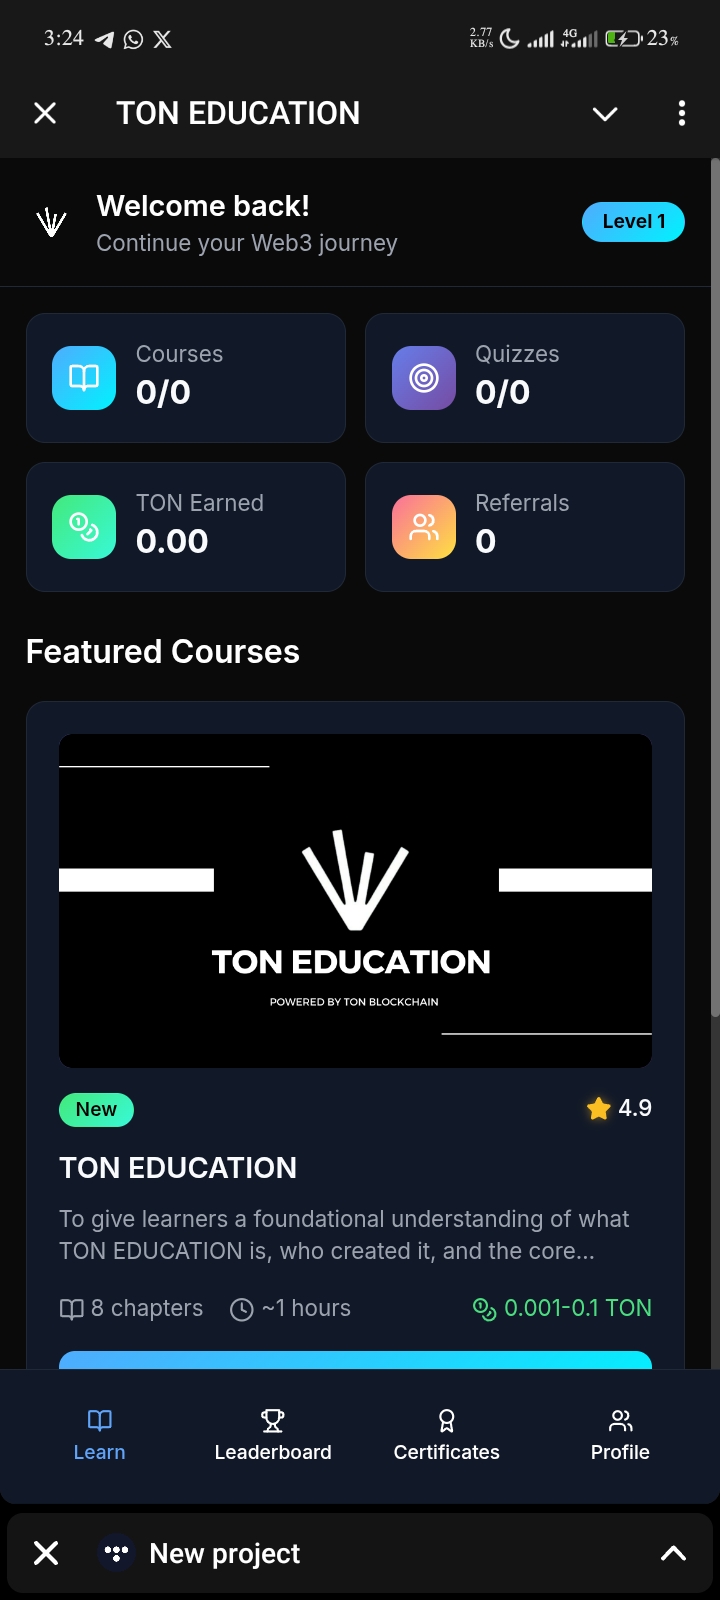 3:24
2.77
KB/s
4G
23%
TON EDUCATION
Welcome back!
Continue your Web3 journey
Level 1
Courses
0/0
Quizzes
0/0
TON Earned
0.00
Referrals
0
Featured Courses
TON EDUCATION
POWERED BY TON BLOCKCHAIN
New
4.9
TON EDUCATION
To give learners a foundational understanding of what
TON EDUCATION is, who created it, and the core...
8 chapters
~1 hours
0.001-0.1 TON
Learn
Leaderboard
Certificates
Profile
New project